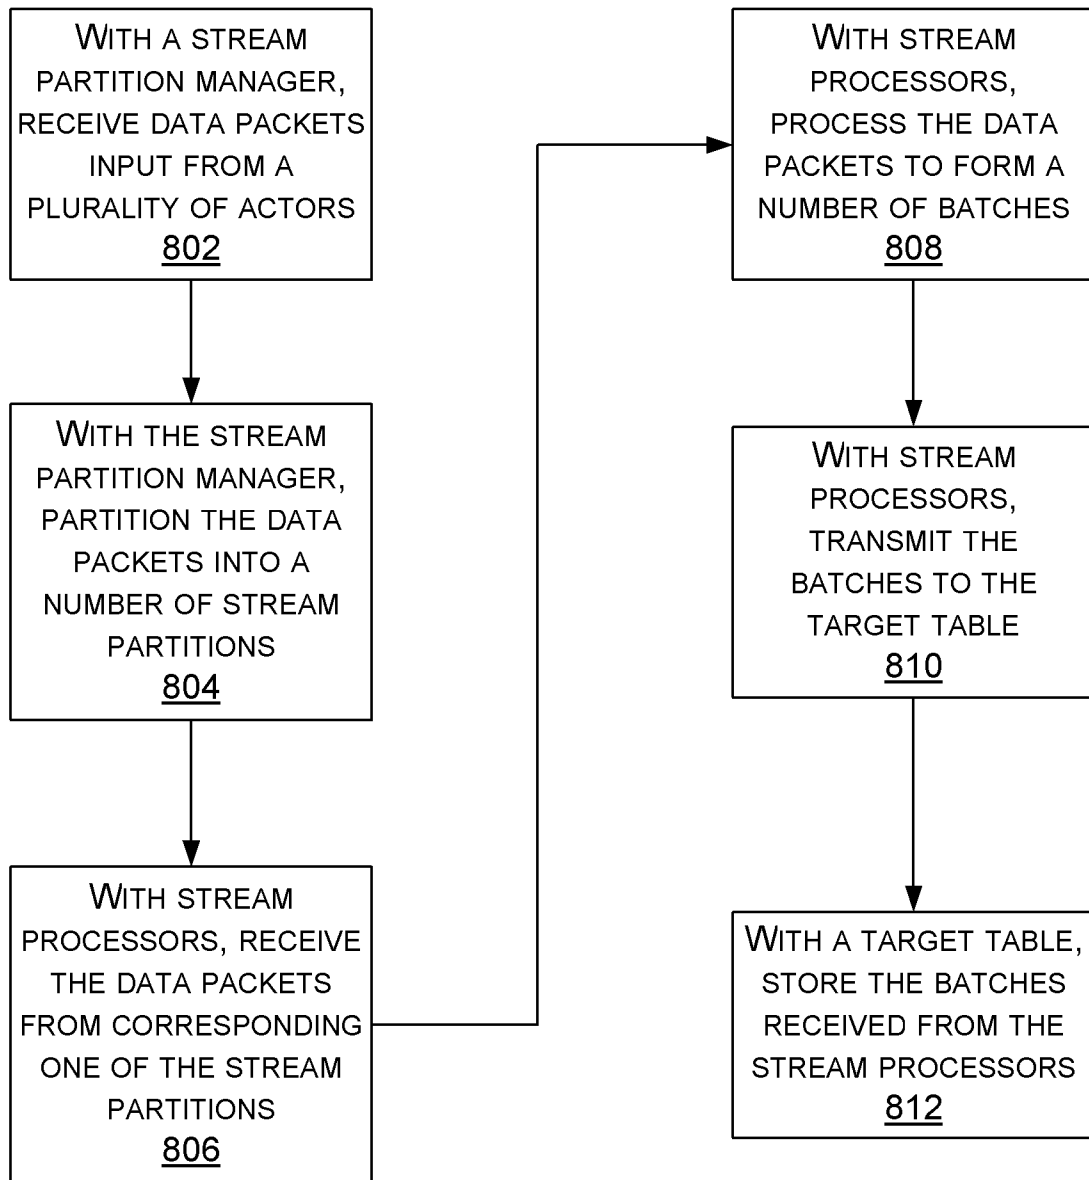 WITH A STREAM
PARTITION MANAGER,
RECEIVE DATA PACKETS
INPUT FROM A
PLURALITY OF ACTORS
802
WITH THE STREAM
PARTITION MANAGER,
PARTITION THE DATA
PACKETS INTO A
NUMBER OF STREAM
PARTITIONS
804
WITH STREAM
PROCESSORS, RECEIVE
THE DATA PACKETS
FROM CORRESPONDING
ONE OF THE STREAM
PARTITIONS
806
WITH STREAM
PROCESSORS,
PROCESS THE DATA
PACKETS TO FORM A
NUMBER OF BATCHES
808
WITH STREAM
PROCESSORS,
TRANSMIT THE
BATCHES TO THE
TARGET TABLE
810
WITH A TARGET TABLE,
STORE THE BATCHES
RECEIVED FROM THE
STREAM PROCESSORS
812